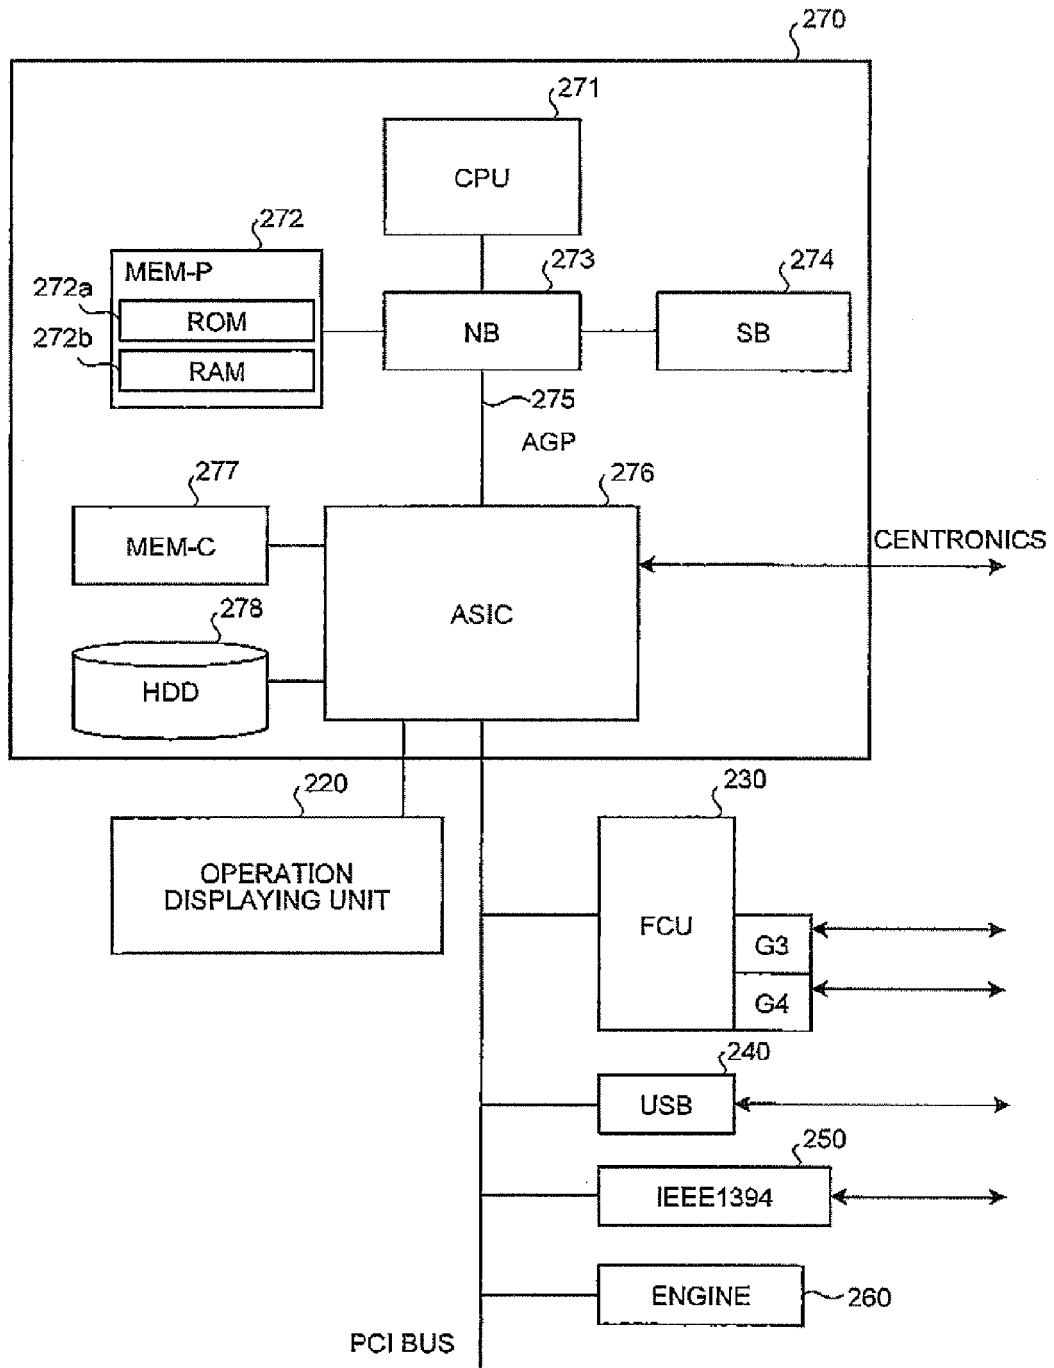 270
271
CPU
272
MEM-P
272a
ROM
272b
RAM
273
NB
274
SB
275
AGP
277
MEM-C
276
ASIC
CENTRONICS
278
HDD
220
OPERATION
DISPLAYING UNIT
230
FCU
G3
G4
240
USB
250
IEEE1394
ENGINE
260
PCI BUS